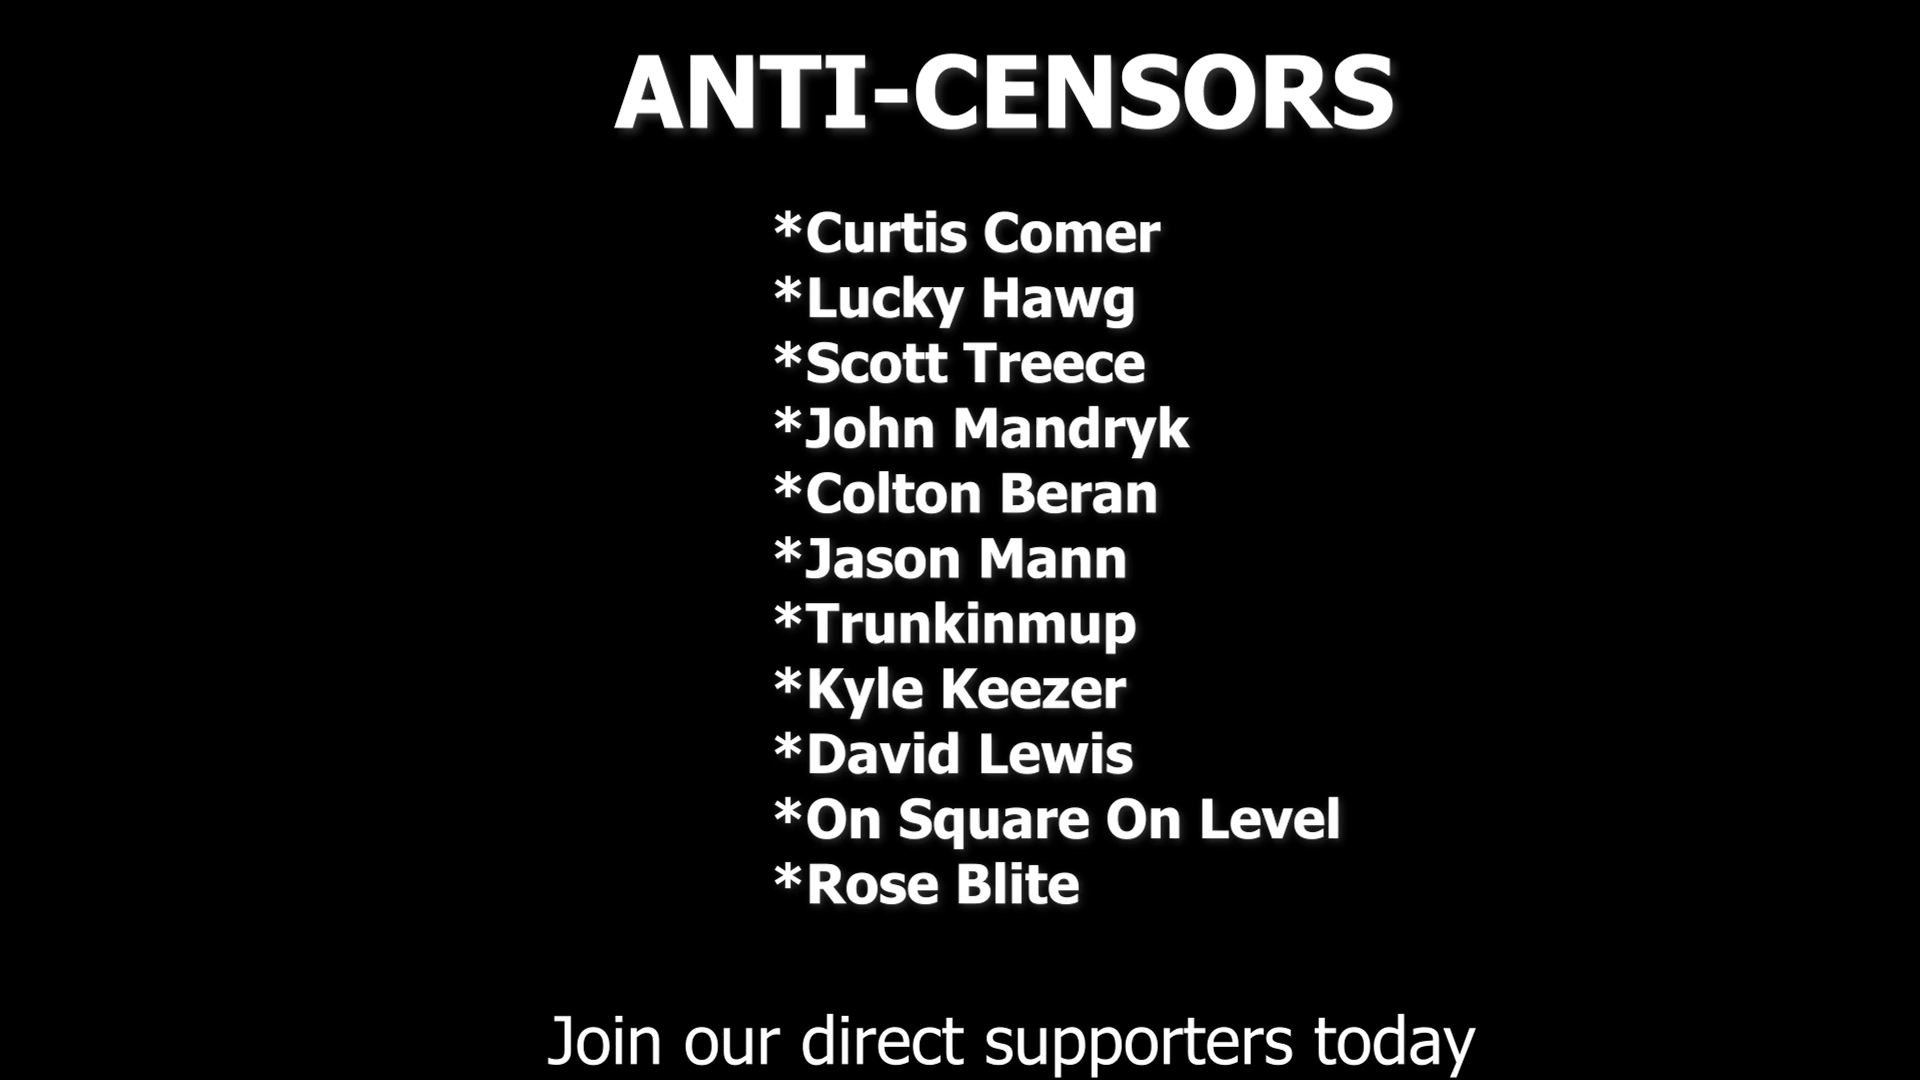 ANTI-CENSORS
*Curtis Comer
*Lucky Hawg
*Scott Treece
*John Mandryk
*Colton Beran
*Jason Mann
*Trunkinmup
*Kyle Keezer
*David Lewis
*On Square On Level
*Rose Blite
Join our direct supporters today